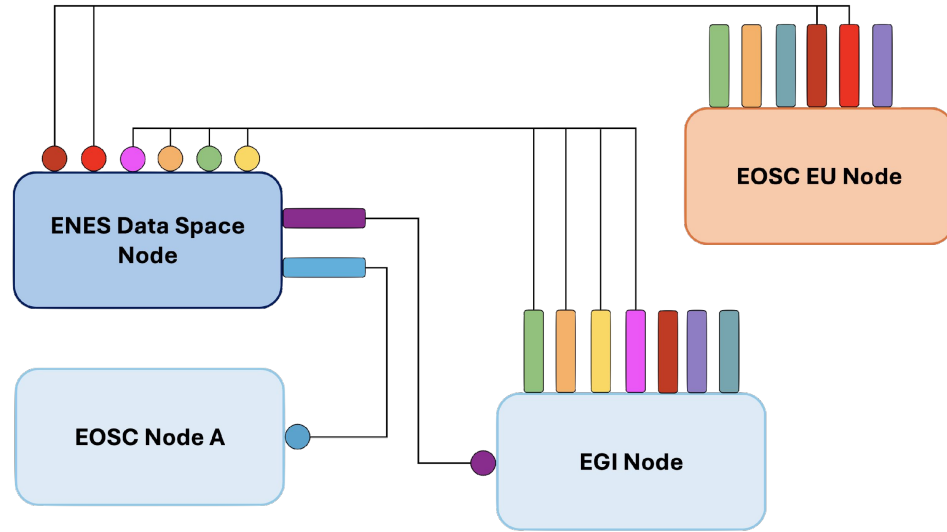 EOSC EU Node
ENES Data Space
Node
EOSC Node A
EGI Node